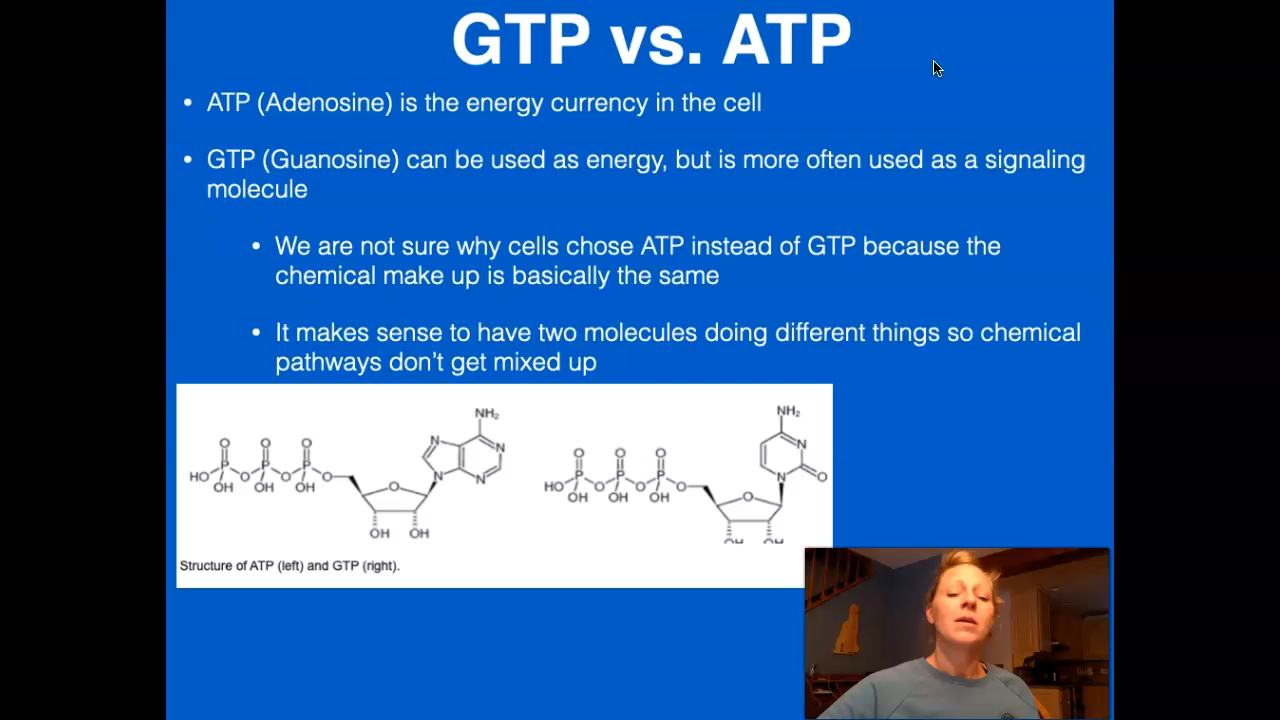 GTP vs. ATP
• ATP (Adenosine) is the energy currency in the cell
• GTP (Guanosine) can be used as energy, but is more often used as a signaling
molecule
• We are not sure why cells chose ATP instead of GTP because the
chemical make up is basically the same
• It makes sense to have two molecules doing different things so chemical
pathways don't get mixed up
NH₂
N
N
N
N
O O O
P P P
HO O O O
OH OH OH
O
OH OH
NH₂
N
N
O
O O O
P P P
HO O O O
OH OH OH
O
OH OH
Structure of ATP (left) and GTP (right).